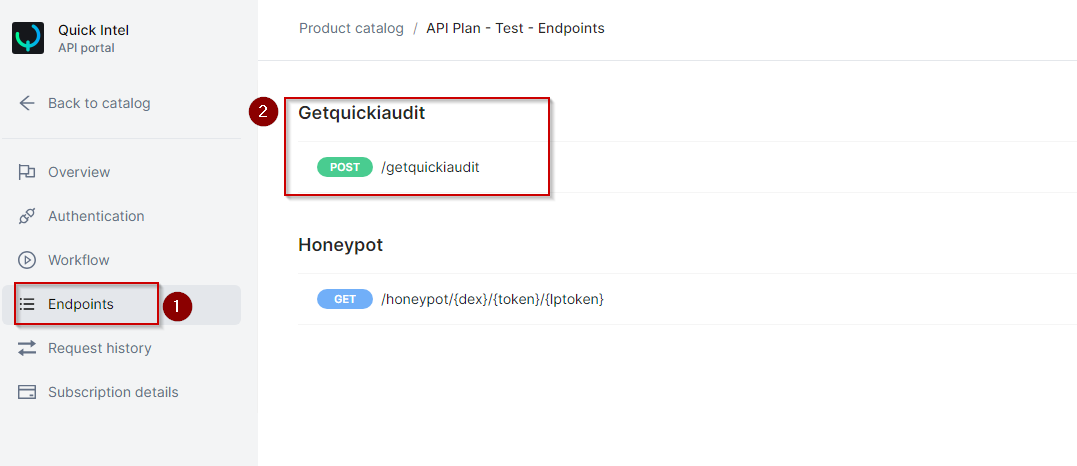 Quick Intel
API portal
Product catalog / API Plan - Test - Endpoints
Back to catalog
Overview
Authentication
Workflow
Endpoints
1
Request history
Subscription details
2
Getquickiaudit
POST /getquickiaudit
Honeypot
GET /honeypot/{dex}/{token}/{lptoken}